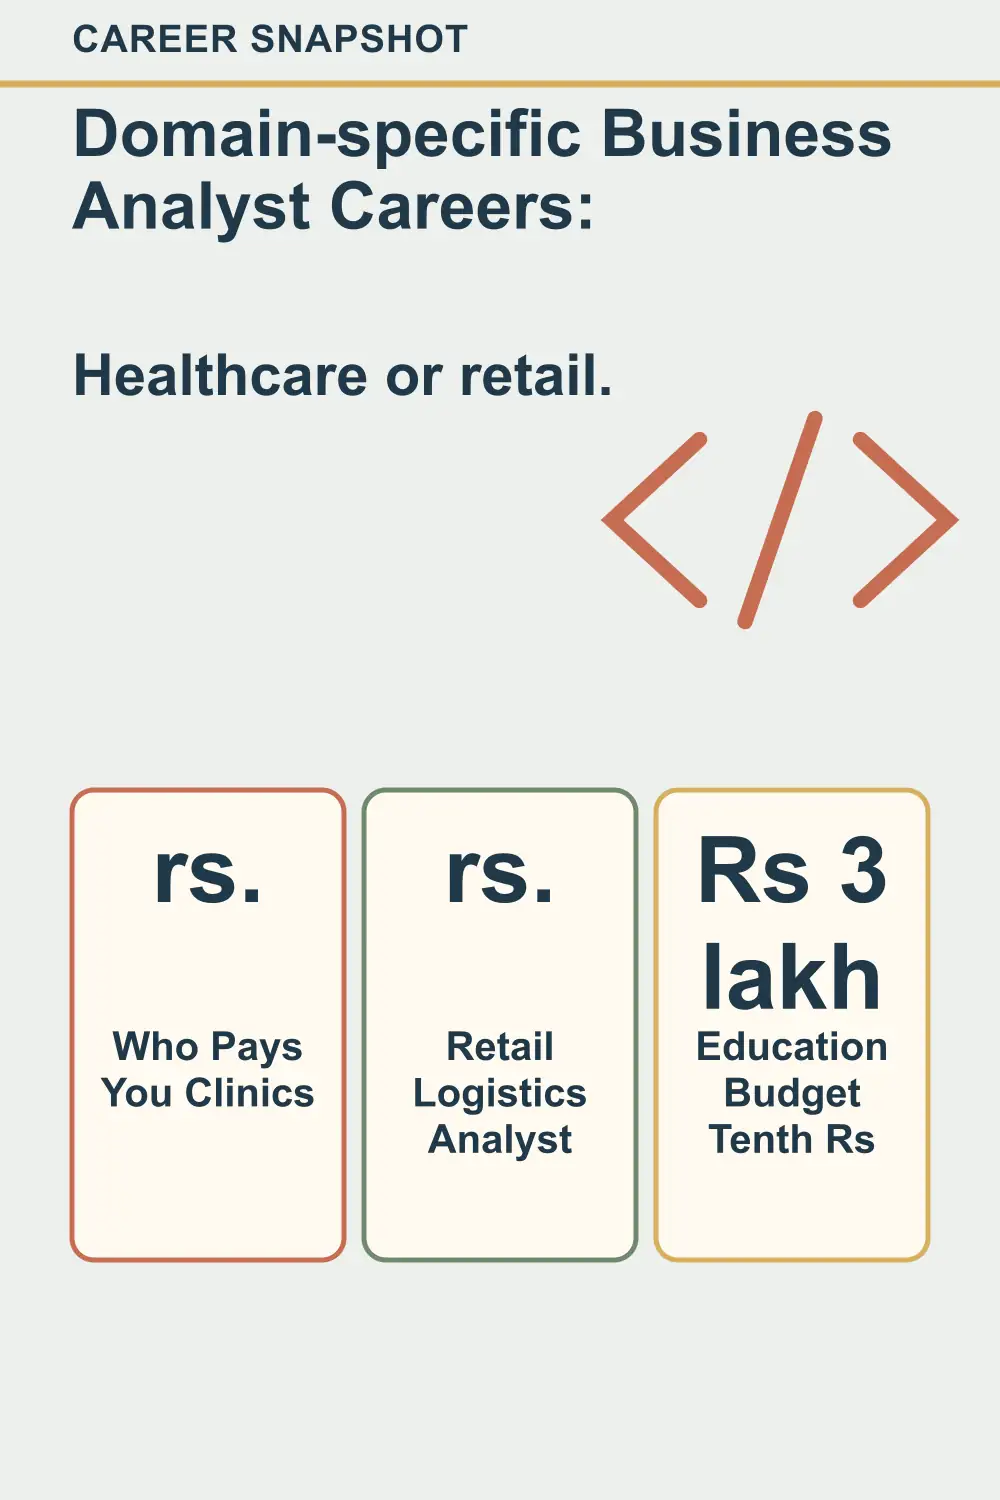 CAREER SNAPSHOT
Domain-specific Business
Analyst Careers:
Healthcare or retail.
</>
rs.
Who Pays
You Clinics
rs.
Retail
Logistics
Analyst
Rs 3
lakh
Education
Budget
Tenth Rs